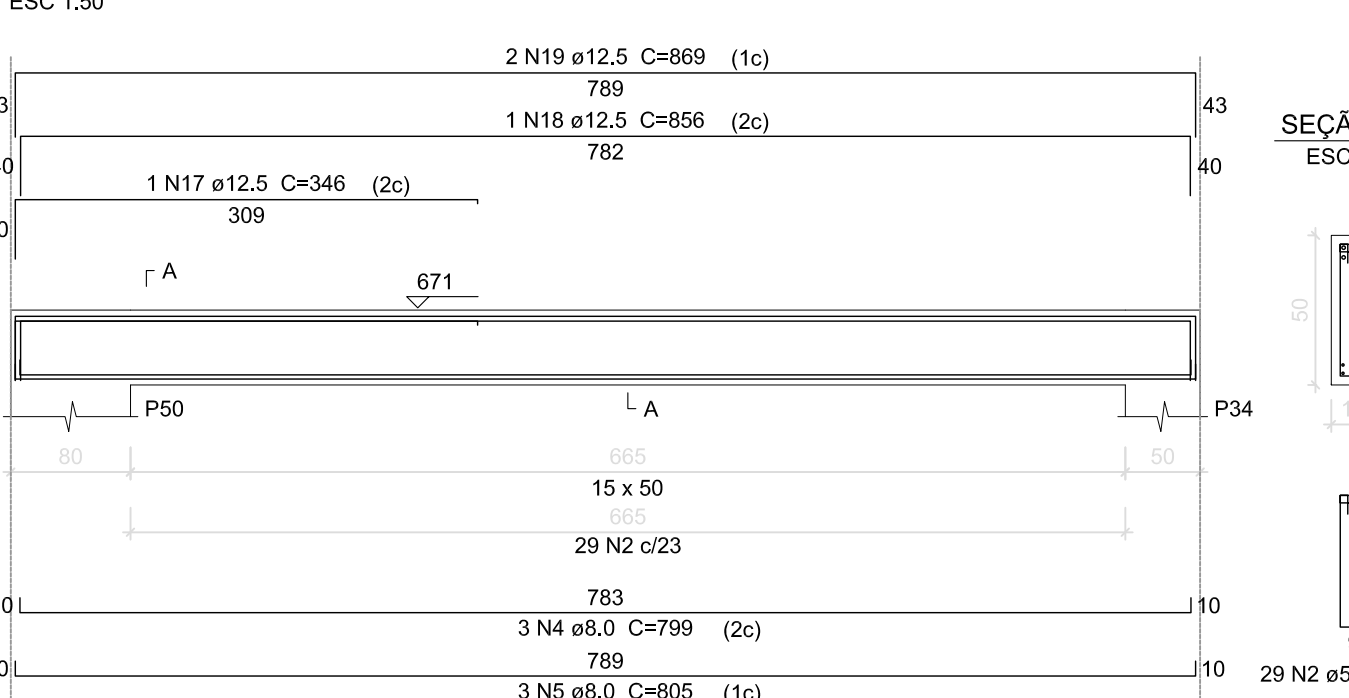 ESC 1:50
2 N19 ø12.5 C=869 (1c)
789
43
1 N18 ø12.5 C=856 (2c)
782
40
1 N17 ø12.5 C=346 (2c)
309
SEÇÃ
ESC
A
671
50
P50
A
P34
80
665
50
15 x 50
665
29 N2 c/23
783
10
3 N4 ø8.0 C=799 (2c)
789
10
3 N5 ø8.0 C=805 (1c)
29 N2 ø5